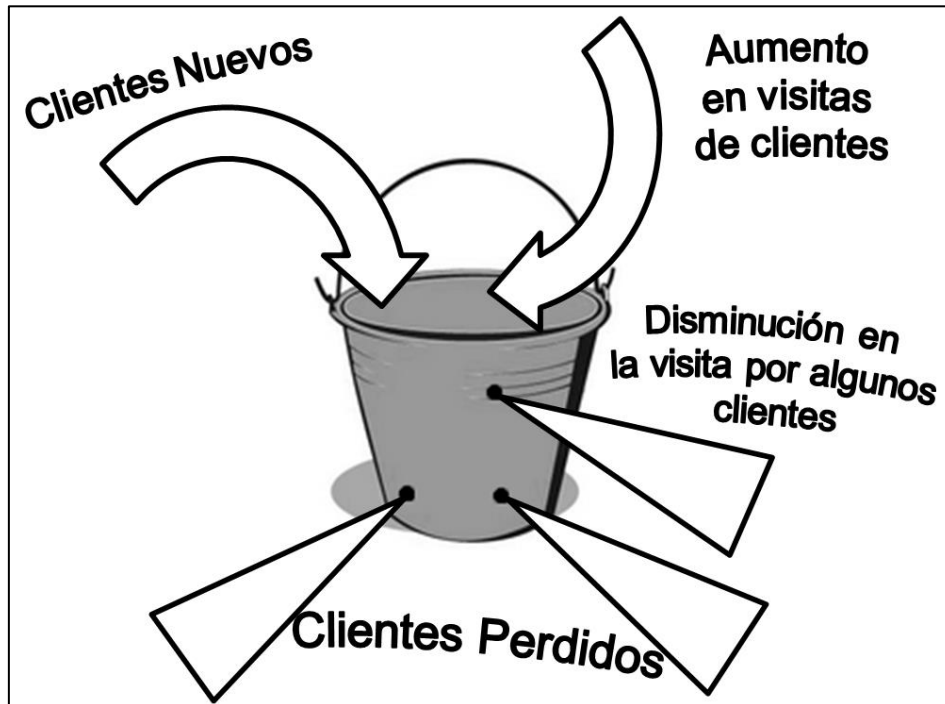 Clientes Nuevos
Aumento
en visitas
de clientes
Disminución en
la visita por algunos
clientes
Clientes Perdidos